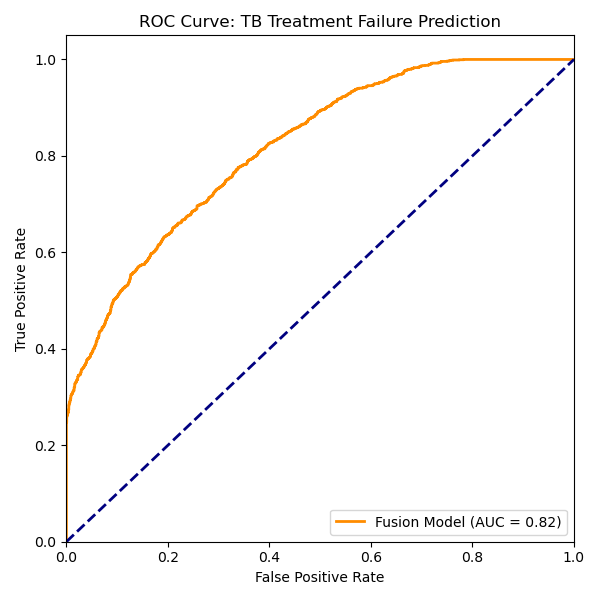 ROC Curve: TB Treatment Failure Prediction
True Positive Rate
1.0
0.8
0.6
0.4
0.2
0.0
Fusion Model (AUC = 0.82)
0.0 0.2 0.4 0.6 0.8 1.0
False Positive Rate